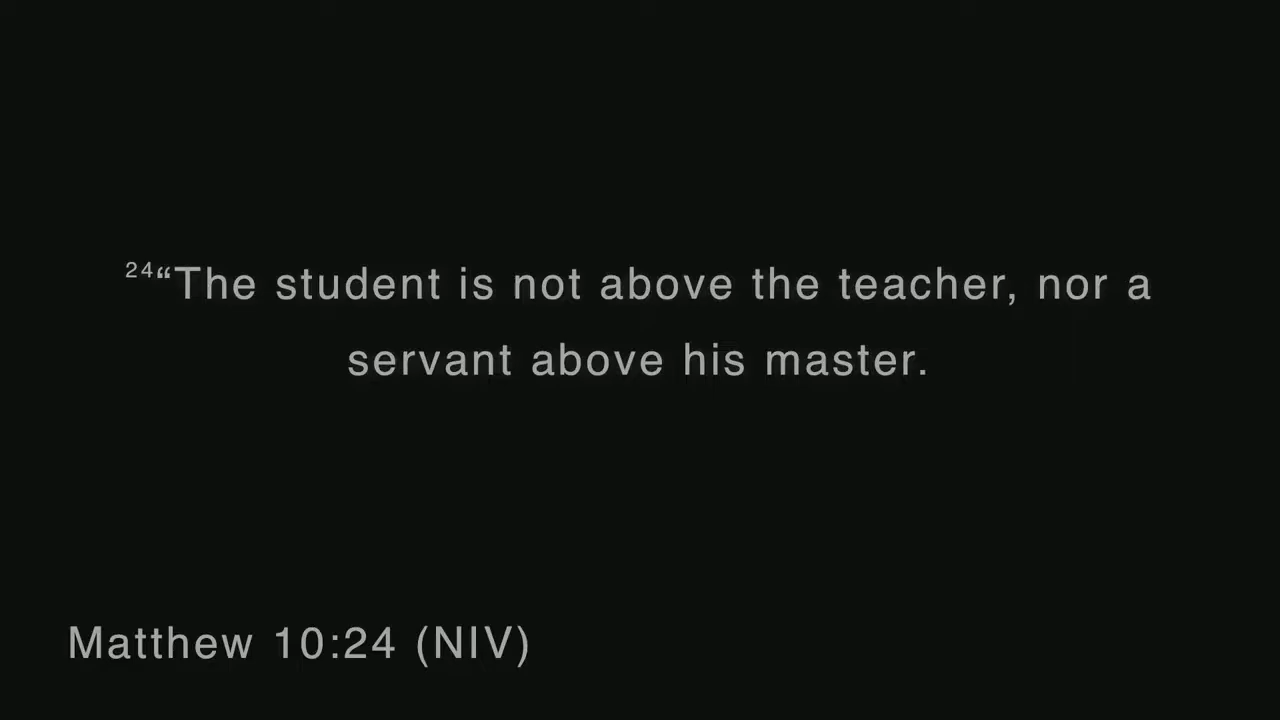 24“The student is not above the teacher, nor a
servant above his master.
Matthew 10:24 (NIV)